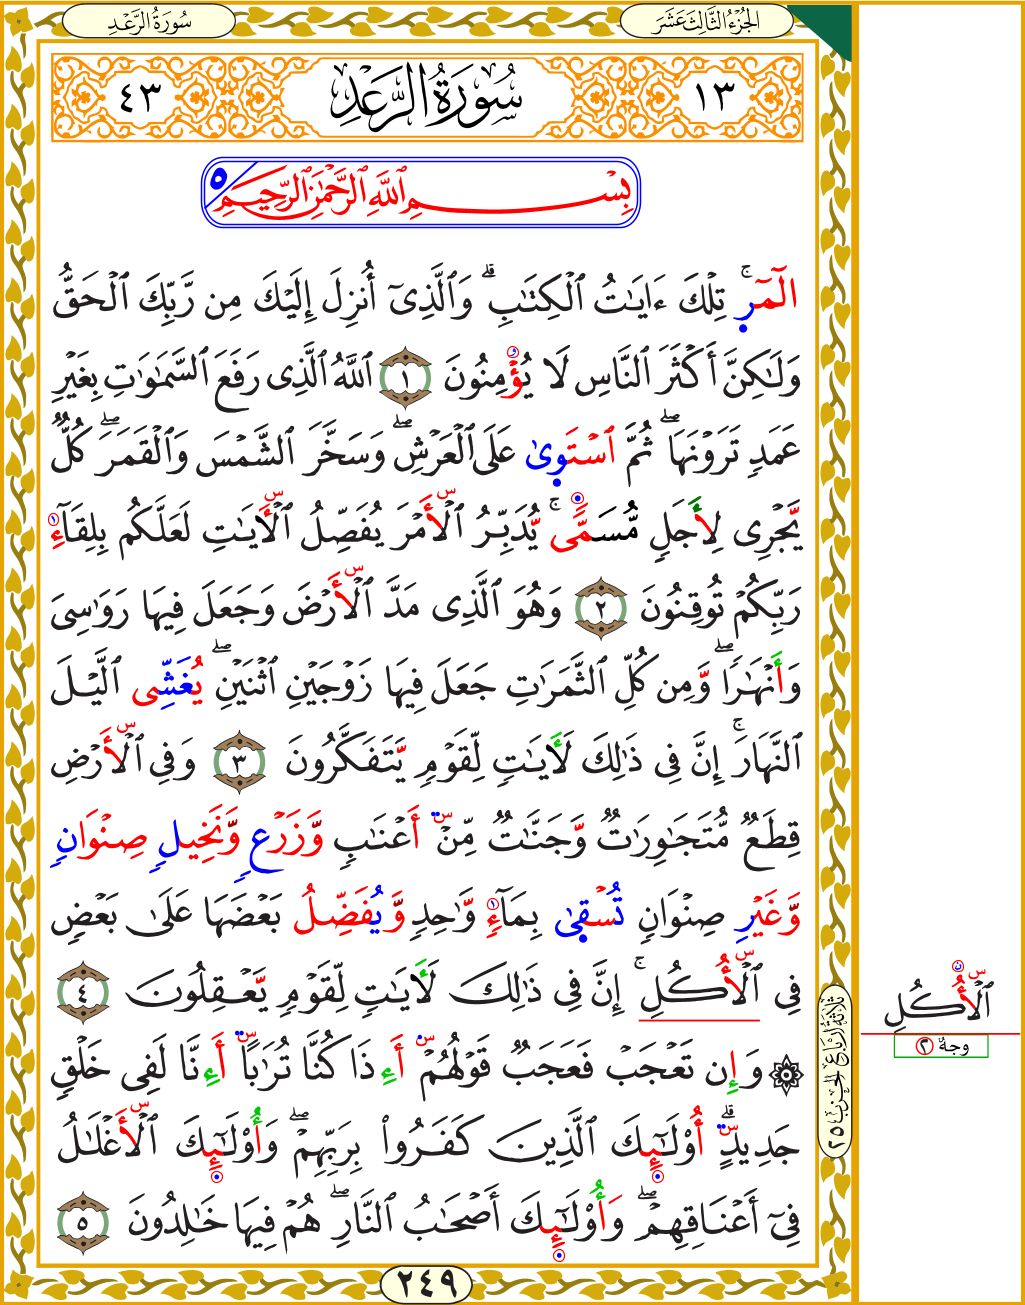 الجُزْءُ الثَّالِثَ عَشَرَ
سُورَةُ الرَّعْدِ
١٣
سُورَةُ الرَّعْدِ
٤٣
بِسْمِ ٱللَّهِ ٱلرَّحْمَٰنِ ٱلرَّحِيمِ
٥
الٓمٓرۚ تِلْكَ ءَايَٰتُ ٱلْكِتَٰبِۗ وَٱلَّذِىٓ أُنزِلَ إِلَيْكَ مِن رَّبِّكَ ٱلْحَقُّ
وَلَٰكِنَّ أَكْثَرَ ٱلنَّاسِ لَا يُؤْمِنُونَ ١ ٱللَّهُ ٱلَّذِى رَفَعَ ٱلسَّمَٰوَٰتِ بِغَيْرِ
عَمَدٍ تَرَوْنَهَاۖ ثُمَّ ٱسْتَوَىٰ عَلَى ٱلْعَرْشِۖ وَسَخَّرَ ٱلشَّمْسَ وَٱلْقَمَرَۖ كُلٌّ
يَجْرِى لِأَجَلٍ مُّسَمًّىۚ يُدَبِّرُ ٱلْأَمْرَ يُفَصِّلُ ٱلْأٓيَٰتِ لَعَلَّكُم بِلِقَآءِ
رَبِّكُمْ تُوقِنُونَ ٢ وَهُوَ ٱلَّذِى مَدَّ ٱلْأَرْضَ وَجَعَلَ فِيهَا رَوَٰسِىَ
وَأَنْهَٰرًاۖ وَمِن كُلِّ ٱلثَّمَرَٰتِ جَعَلَ فِيهَا زَوْجَيْنِ ٱثْنَيْنِۖ يُغَشِّى ٱلَّيْلَ
ٱلنَّهَارَۚ إِنَّ فِى ذَٰلِكَ لَأٓيَٰتٍ لِّقَوْمٍ يَتَفَكَّرُونَ ٣ وَفِى ٱلْأَرْضِ
قِطَعٌ مُّتَجَٰوِرَٰتٌ وَجَنَّٰتٌ مِّنْ أَعْنَٰبٍ وَزَرْعٍ وَنَخِيلٍ صِنْوَانٍ
وَغَيْرِ صِنْوَانٍ تُسْقَىٰ بِمَآءٍ وَٰحِدٍ وَيُفَضِّلُ بَعْضَهَا عَلَىٰ بَعْضٍ
فِى ٱلْأُكُلِۚ إِنَّ فِى ذَٰلِكَ لَأٓيَٰتٍ لِّقَوْمٍ يَعْقِلُونَ ٤
۞ وَإِن تَعْجَبْ فَعَجَبٌ قَوْلُهُمْ أَءِذَا كُنَّا تُرَٰبًا أَءِنَّا لَفِى خَلْقٍ
جَدِيدٍۗ أُو۟لَٰٓئِكَ ٱلَّذِينَ كَفَرُوا۟ بِرَبِّهِمْۖ وَأُو۟لَٰٓئِكَ ٱلْأَغْلَٰلُ
فِىٓ أَعْنَاقِهِمْۖ وَأُو۟لَٰٓئِكَ أَصْحَٰبُ ٱلنَّارِۖ هُمْ فِيهَا خَٰلِدُونَ ٥
ٱلْأُكُلِ
وجهٌ ٢
ثلاثة أرباع الحزب ٢٥
٢٤٩